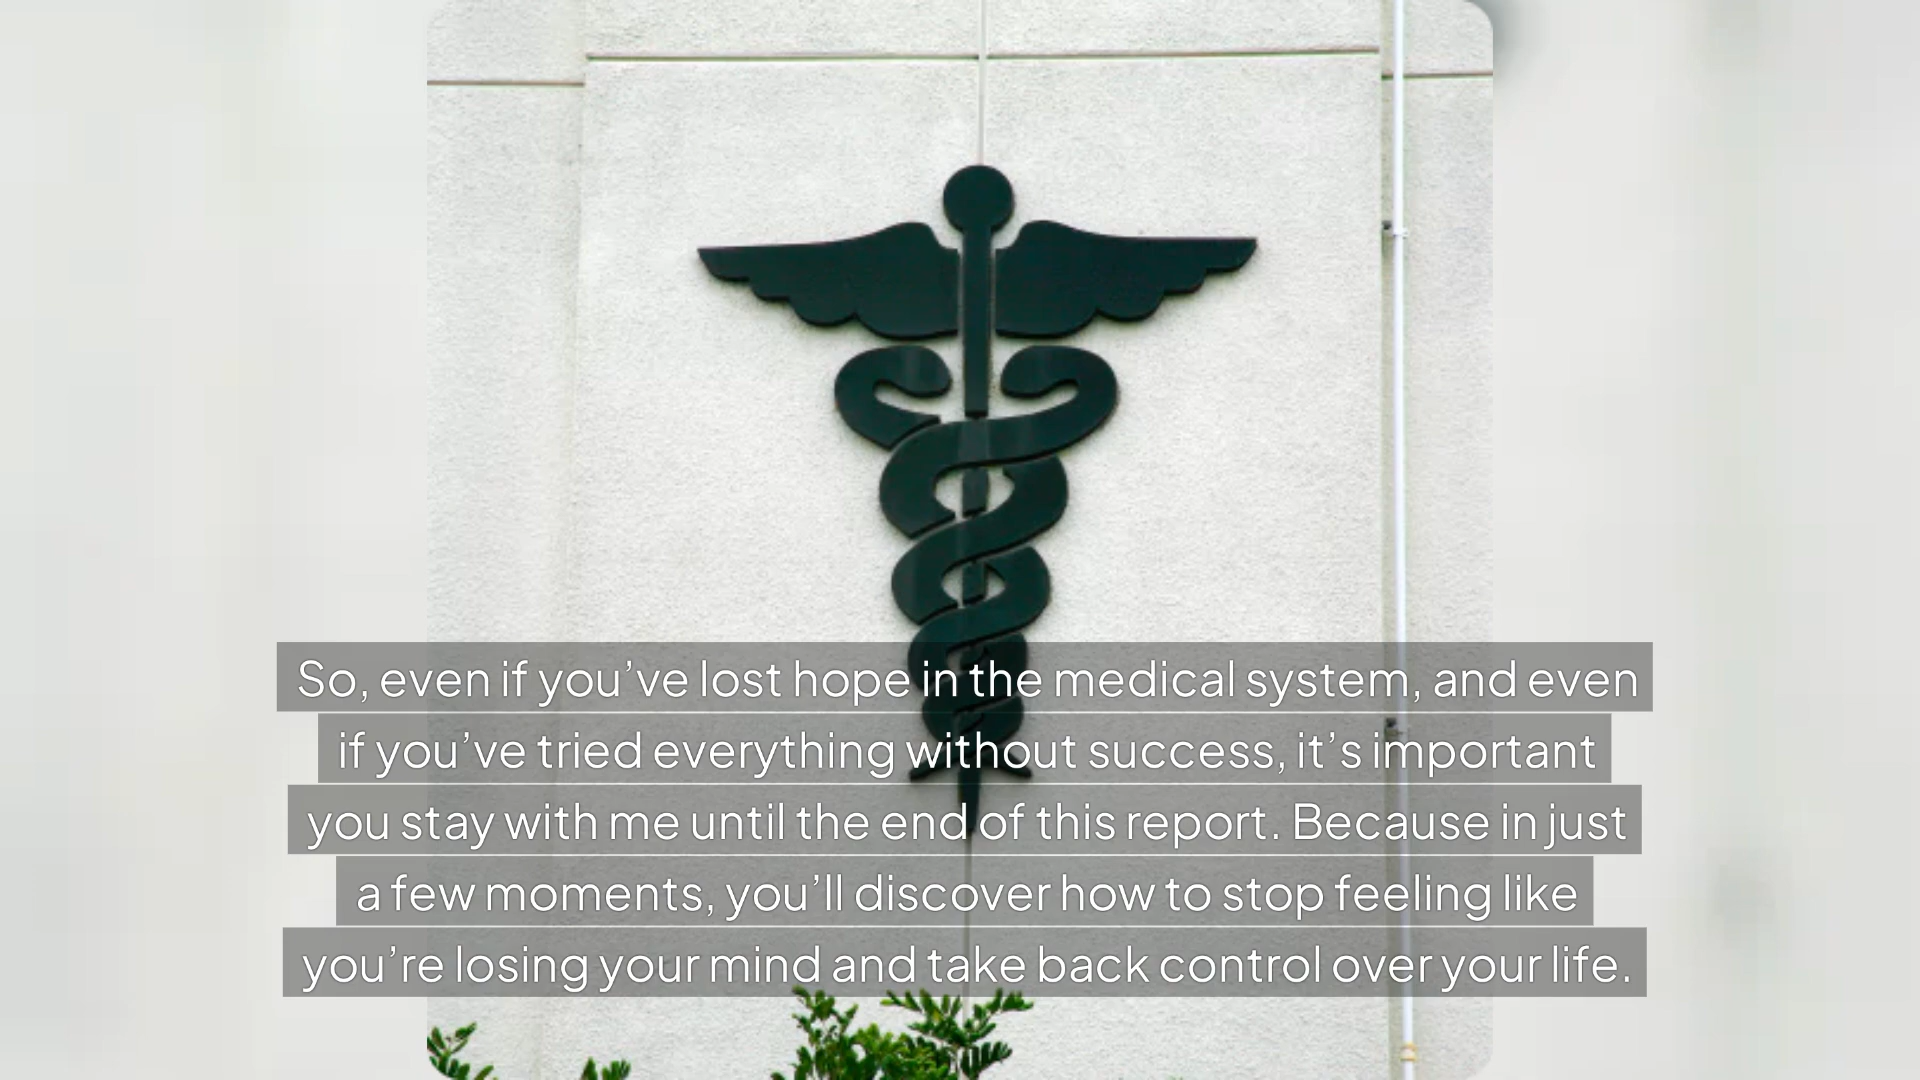 So, even if you’ve lost hope in the medical system, and even
if you’ve tried everything without success, it’s important
you stay with me until the end of this report. Because in just
a few moments, you’ll discover how to stop feeling like
you’re losing your mind and take back control over your life.